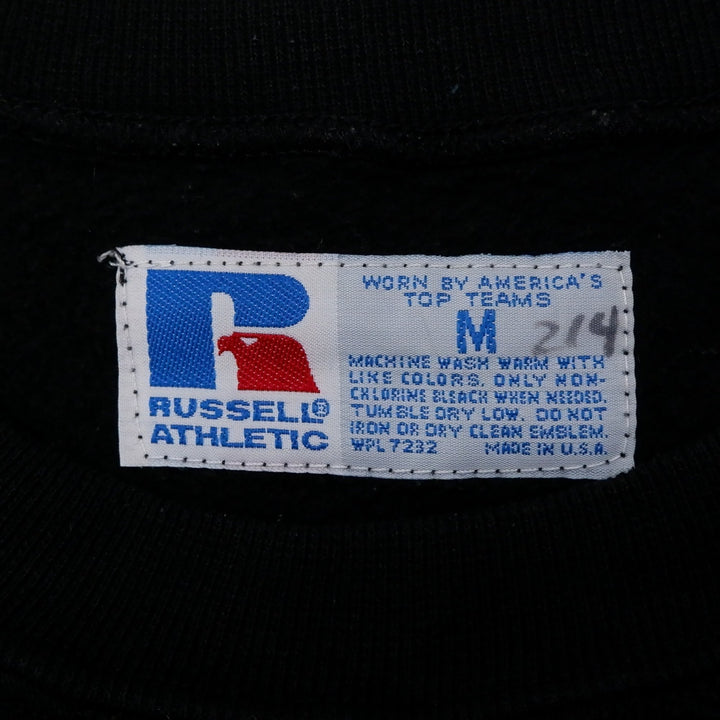 R
RUSSELL®
ATHLETIC
WORN BY AMERICA'S
TOP TEAMS
M 214
MACHINE WASH WARM WITH
LIKE COLORS. ONLY NON-
CHLORINE BLEACH WHEN NEEDED.
TUMBLE DRY LOW. DO NOT
IRON OR DRY CLEAN EMBLEM.
WPL 7232 MADE IN U.S.A.